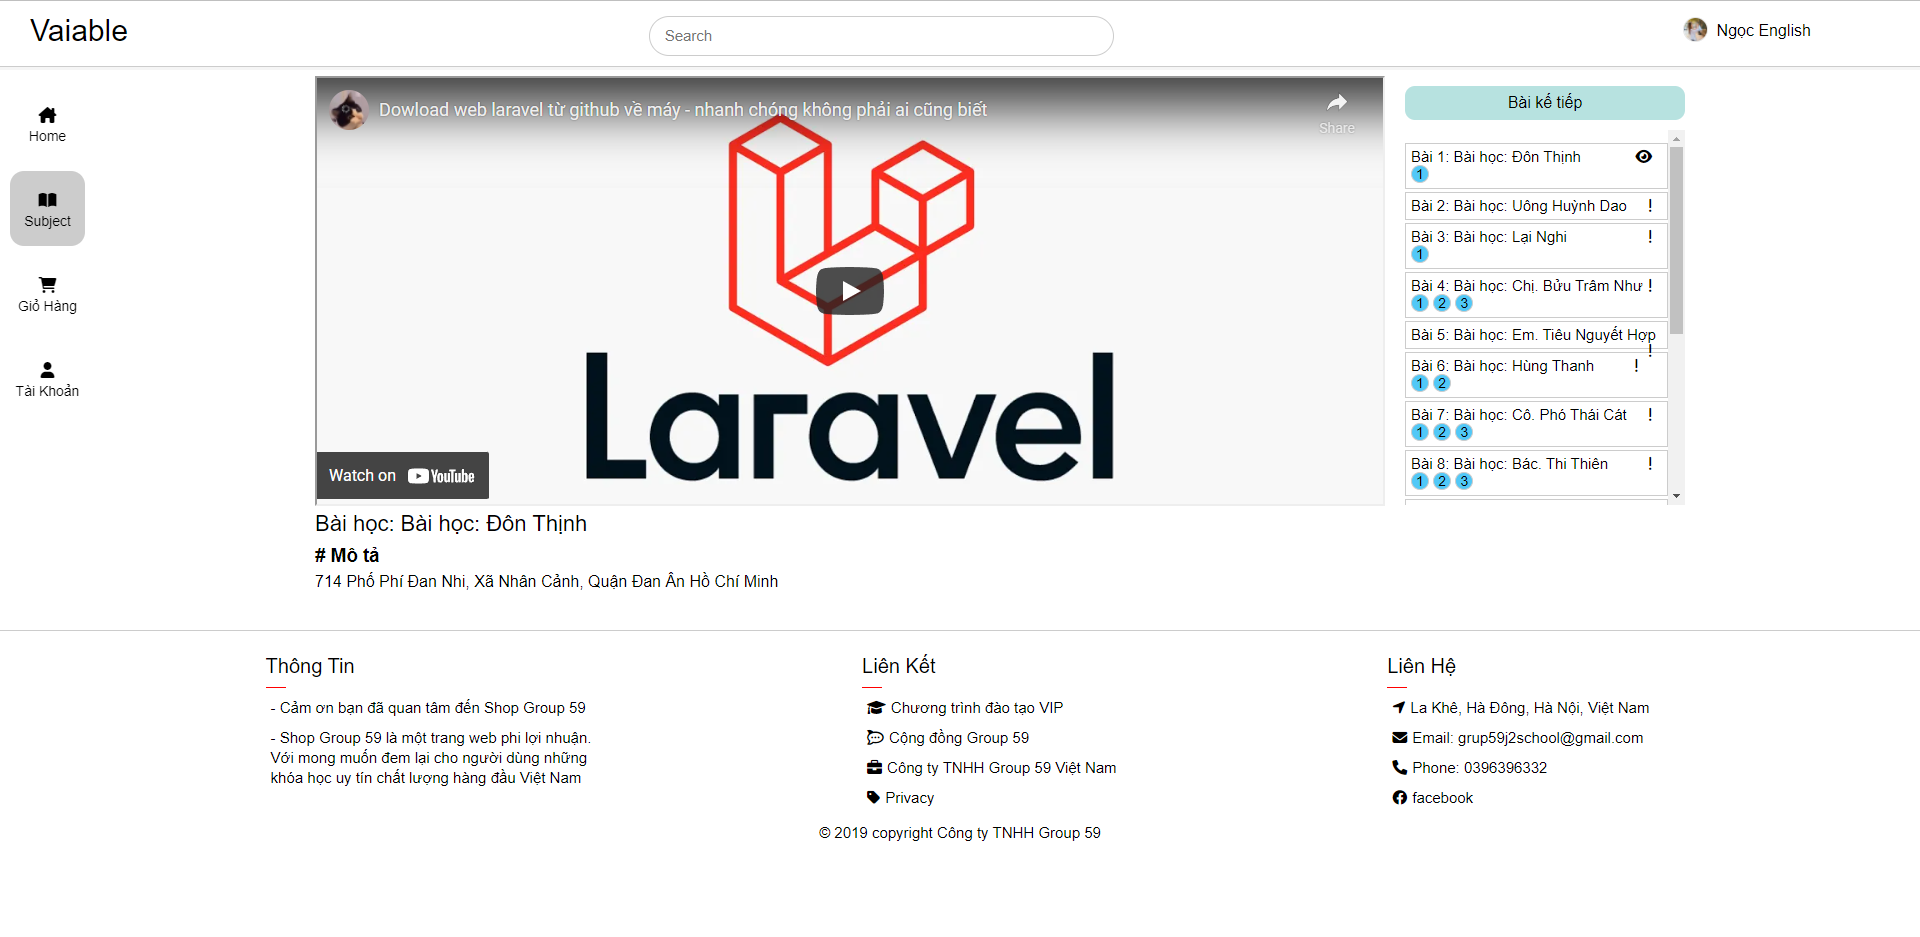 Vaiable
Search
Ngọc English
Home
Subject
Giỏ Hàng
Tài Khoản
Dowload web laravel từ github về máy - nhanh chóng không phải ai cũng biết
Share
Laravel
Watch on YouTube
Bài kế tiếp
Bài 1: Bài học: Đôn Thịnh
1
Bài 2: Bài học: Uông Huỳnh Dao !
Bài 3: Bài học: Lại Nghi !
1
Bài 4: Bài học: Chị. Bửu Trâm Như !
1 2 3
Bài 5: Bài học: Em. Tiêu Nguyết Hợp
!
Bài 6: Bài học: Hùng Thanh !
1 2
Bài 7: Bài học: Cô. Phó Thái Cát !
1 2 3
Bài 8: Bài học: Bác. Thi Thiên !
1 2 3
Bài học: Bài học: Đôn Thịnh
# Mô tả
714 Phố Phí Đan Nhi, Xã Nhân Cảnh, Quận Đan Ân Hồ Chí Minh
Thông Tin
- Cảm ơn bạn đã quan tâm đến Shop Group 59
- Shop Group 59 là một trang web phi lợi nhuận.
Với mong muốn đem lại cho người dùng những
khóa học uy tín chất lượng hàng đầu Việt Nam
Liên Kết
Chương trình đào tạo VIP
Cộng đồng Group 59
Công ty TNHH Group 59 Việt Nam
Privacy
Liên Hệ
La Khê, Hà Đông, Hà Nội, Việt Nam
Email: grup59j2school@gmail.com
Phone: 0396396332
facebook
© 2019 copyright Công ty TNHH Group 59